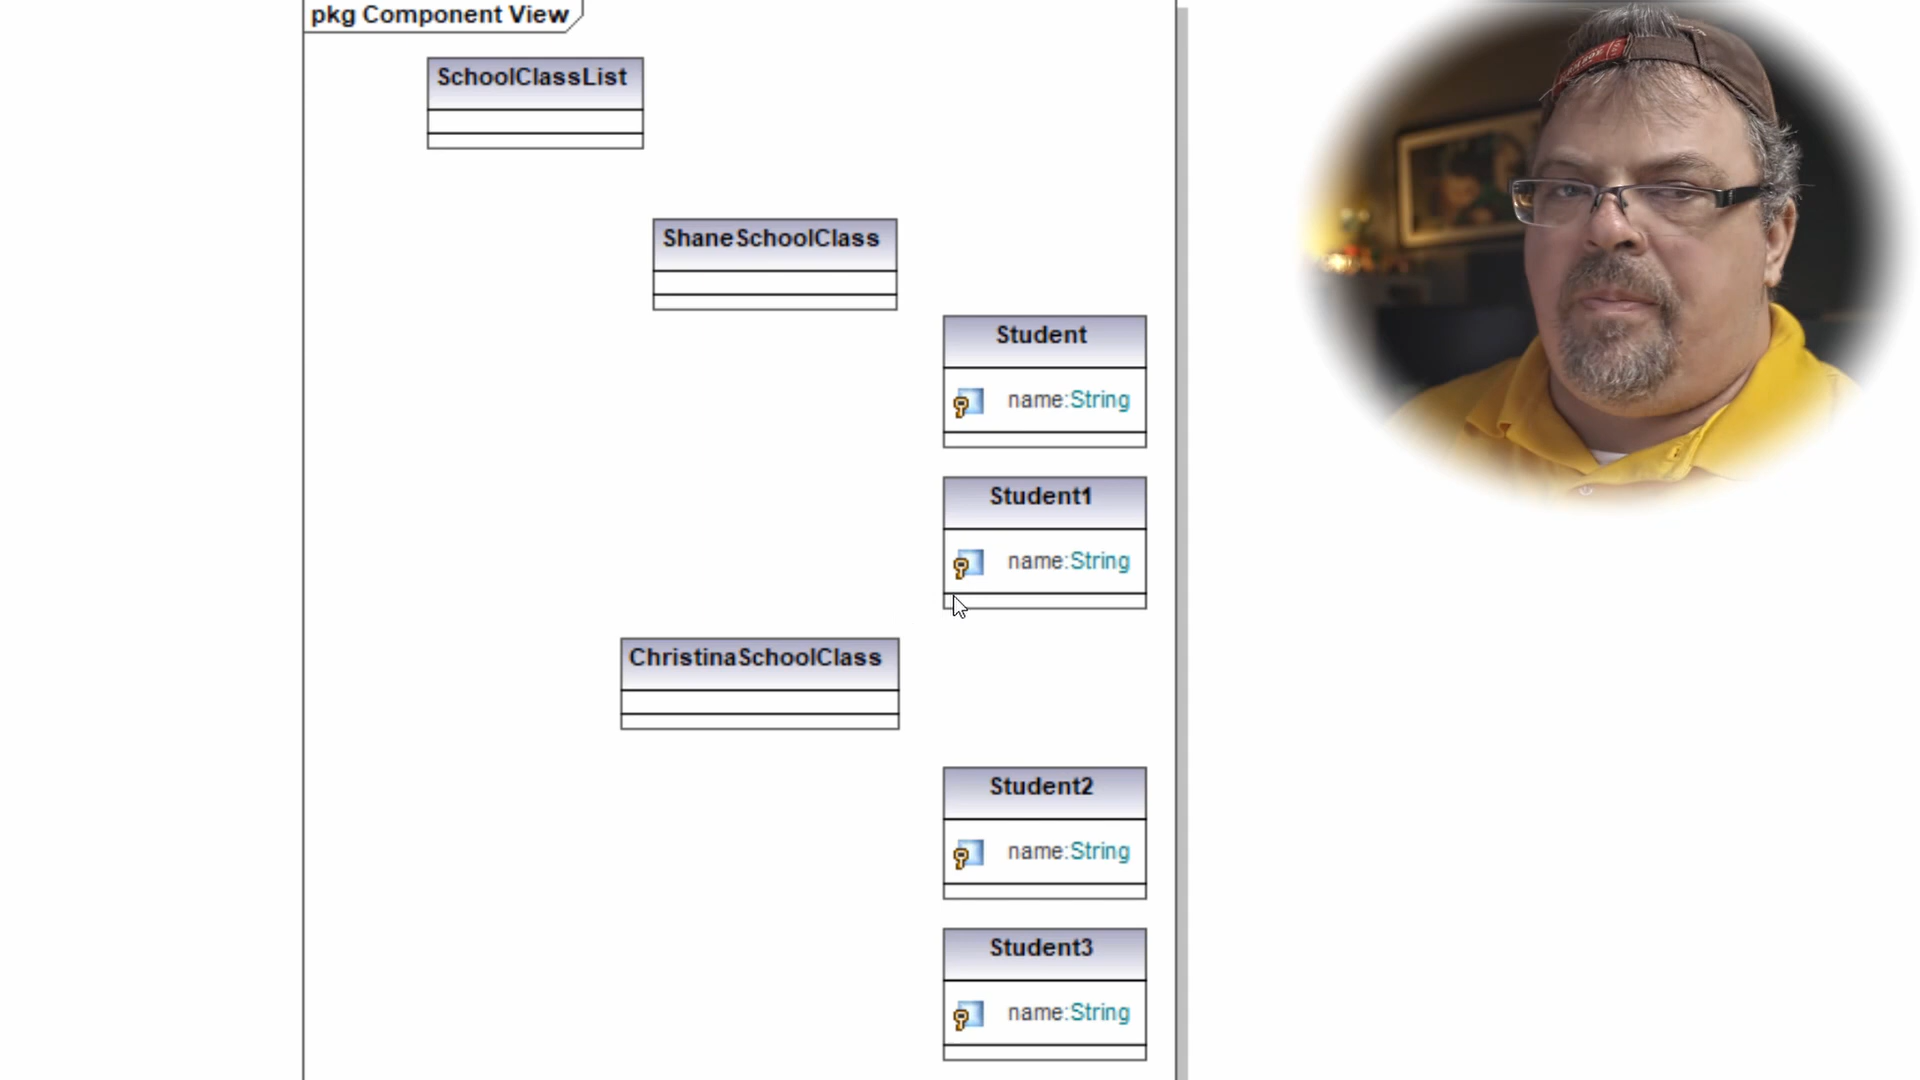 pkg Component View
SchoolClassList
ShaneSchoolClass
Student
name:String
Student1
name:String
ChristinaSchoolClass
Student2
name:String
Student3
name:String